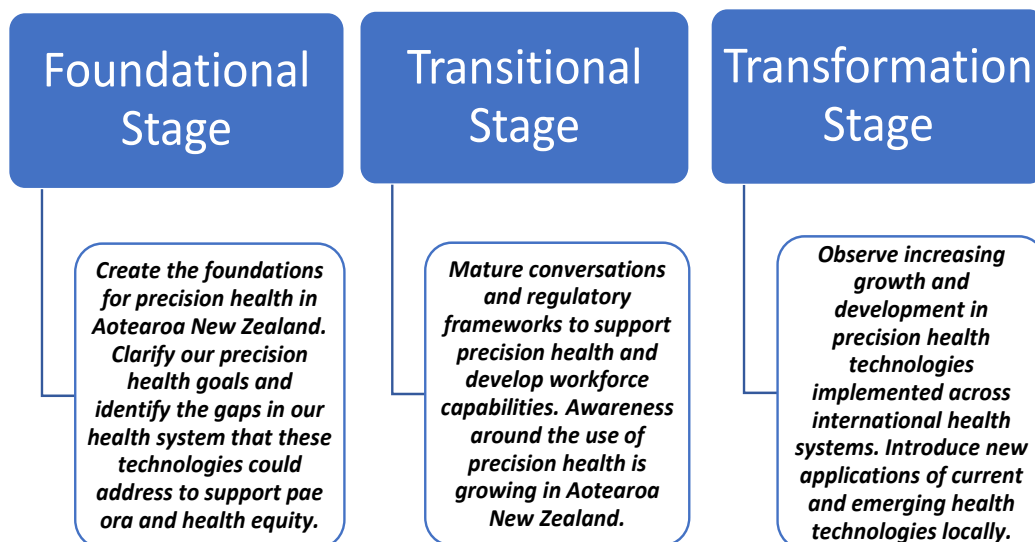 Foundational
Stage
Create the foundations
for precision health in
Aotearoa New Zealand.
Clarify our precision
health goals and
identify the gaps in our
health system that these
technologies could
address to support pae
ora and health equity.
Transitional
Stage
Mature conversations
and regulatory
frameworks to support
precision health and
develop workforce
capabilities. Awareness
around the use of
precision health is
growing in Aotearoa
New Zealand.
Transformation
Stage
Observe increasing
growth and
development in
precision health
technologies
implemented across
international health
systems. Introduce new
applications of current
and emerging health
technologies locally.